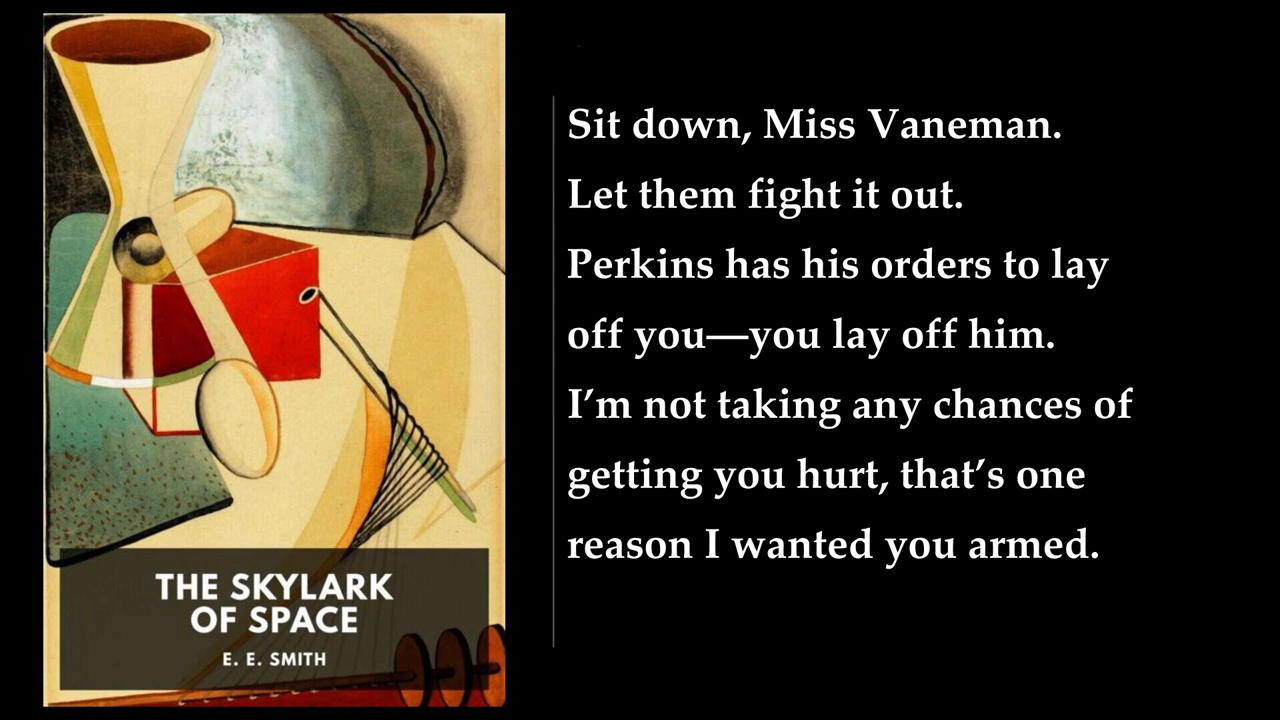 THE SKYLARK
OF SPACE
E. E. SMITH
Sit down, Miss Vaneman.
Let them fight it out.
Perkins has his orders to lay
off you—you lay off him.
I’m not taking any chances of
getting you hurt, that’s one
reason I wanted you armed.